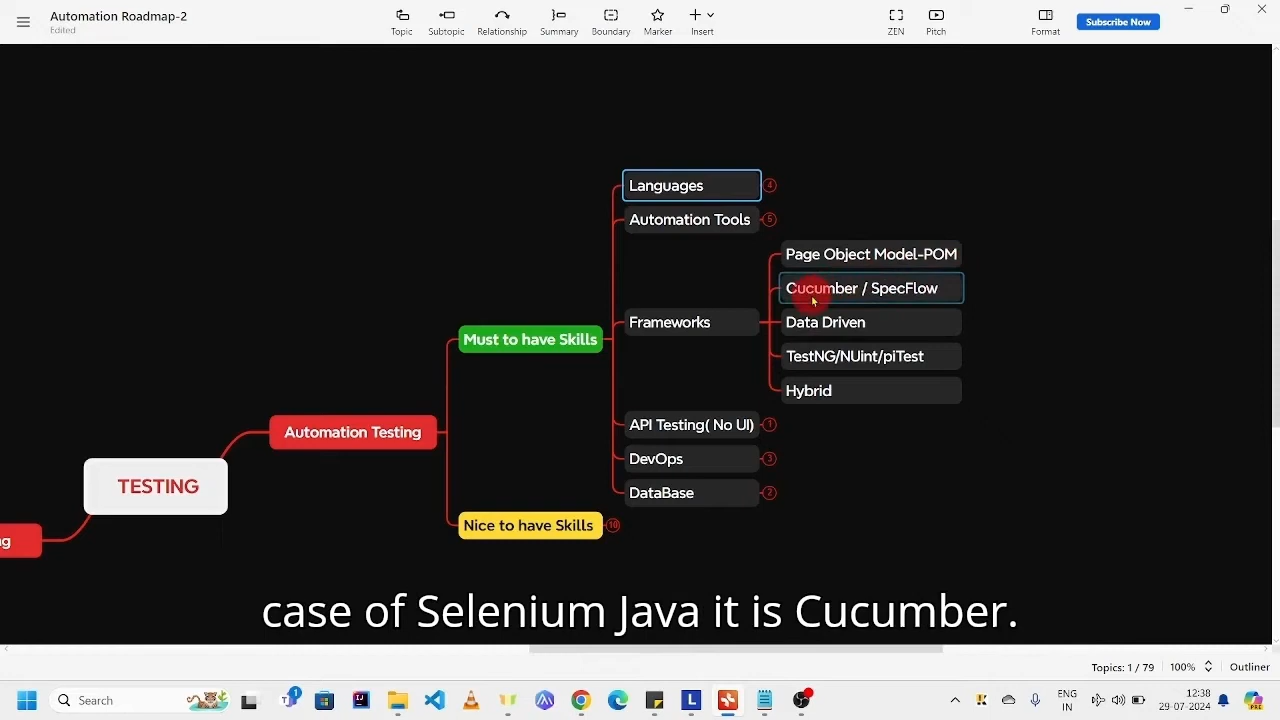 Automation Roadmap-2
Edited
Relationship
Summary
Boundary
Marker
Insert
ZEN
Pitch
Format
Subscribe Now
Languages
4
Automation Tools
5
Page Object Model-POM
Cucumber / SpecFlow
Frameworks
Data Driven
TestNG/NUint/piTest
Hybrid
Must to have Skills
API Testing( No UI)
1
DevOps
3
DataBase
2
Automation Testing
TESTING
Nice to have Skills
10
case of Selenium Java it is Cucumber.
Topics: 1 / 79
100%
Outliner
Search
1
ENG
IN
12:38
29-07-2024